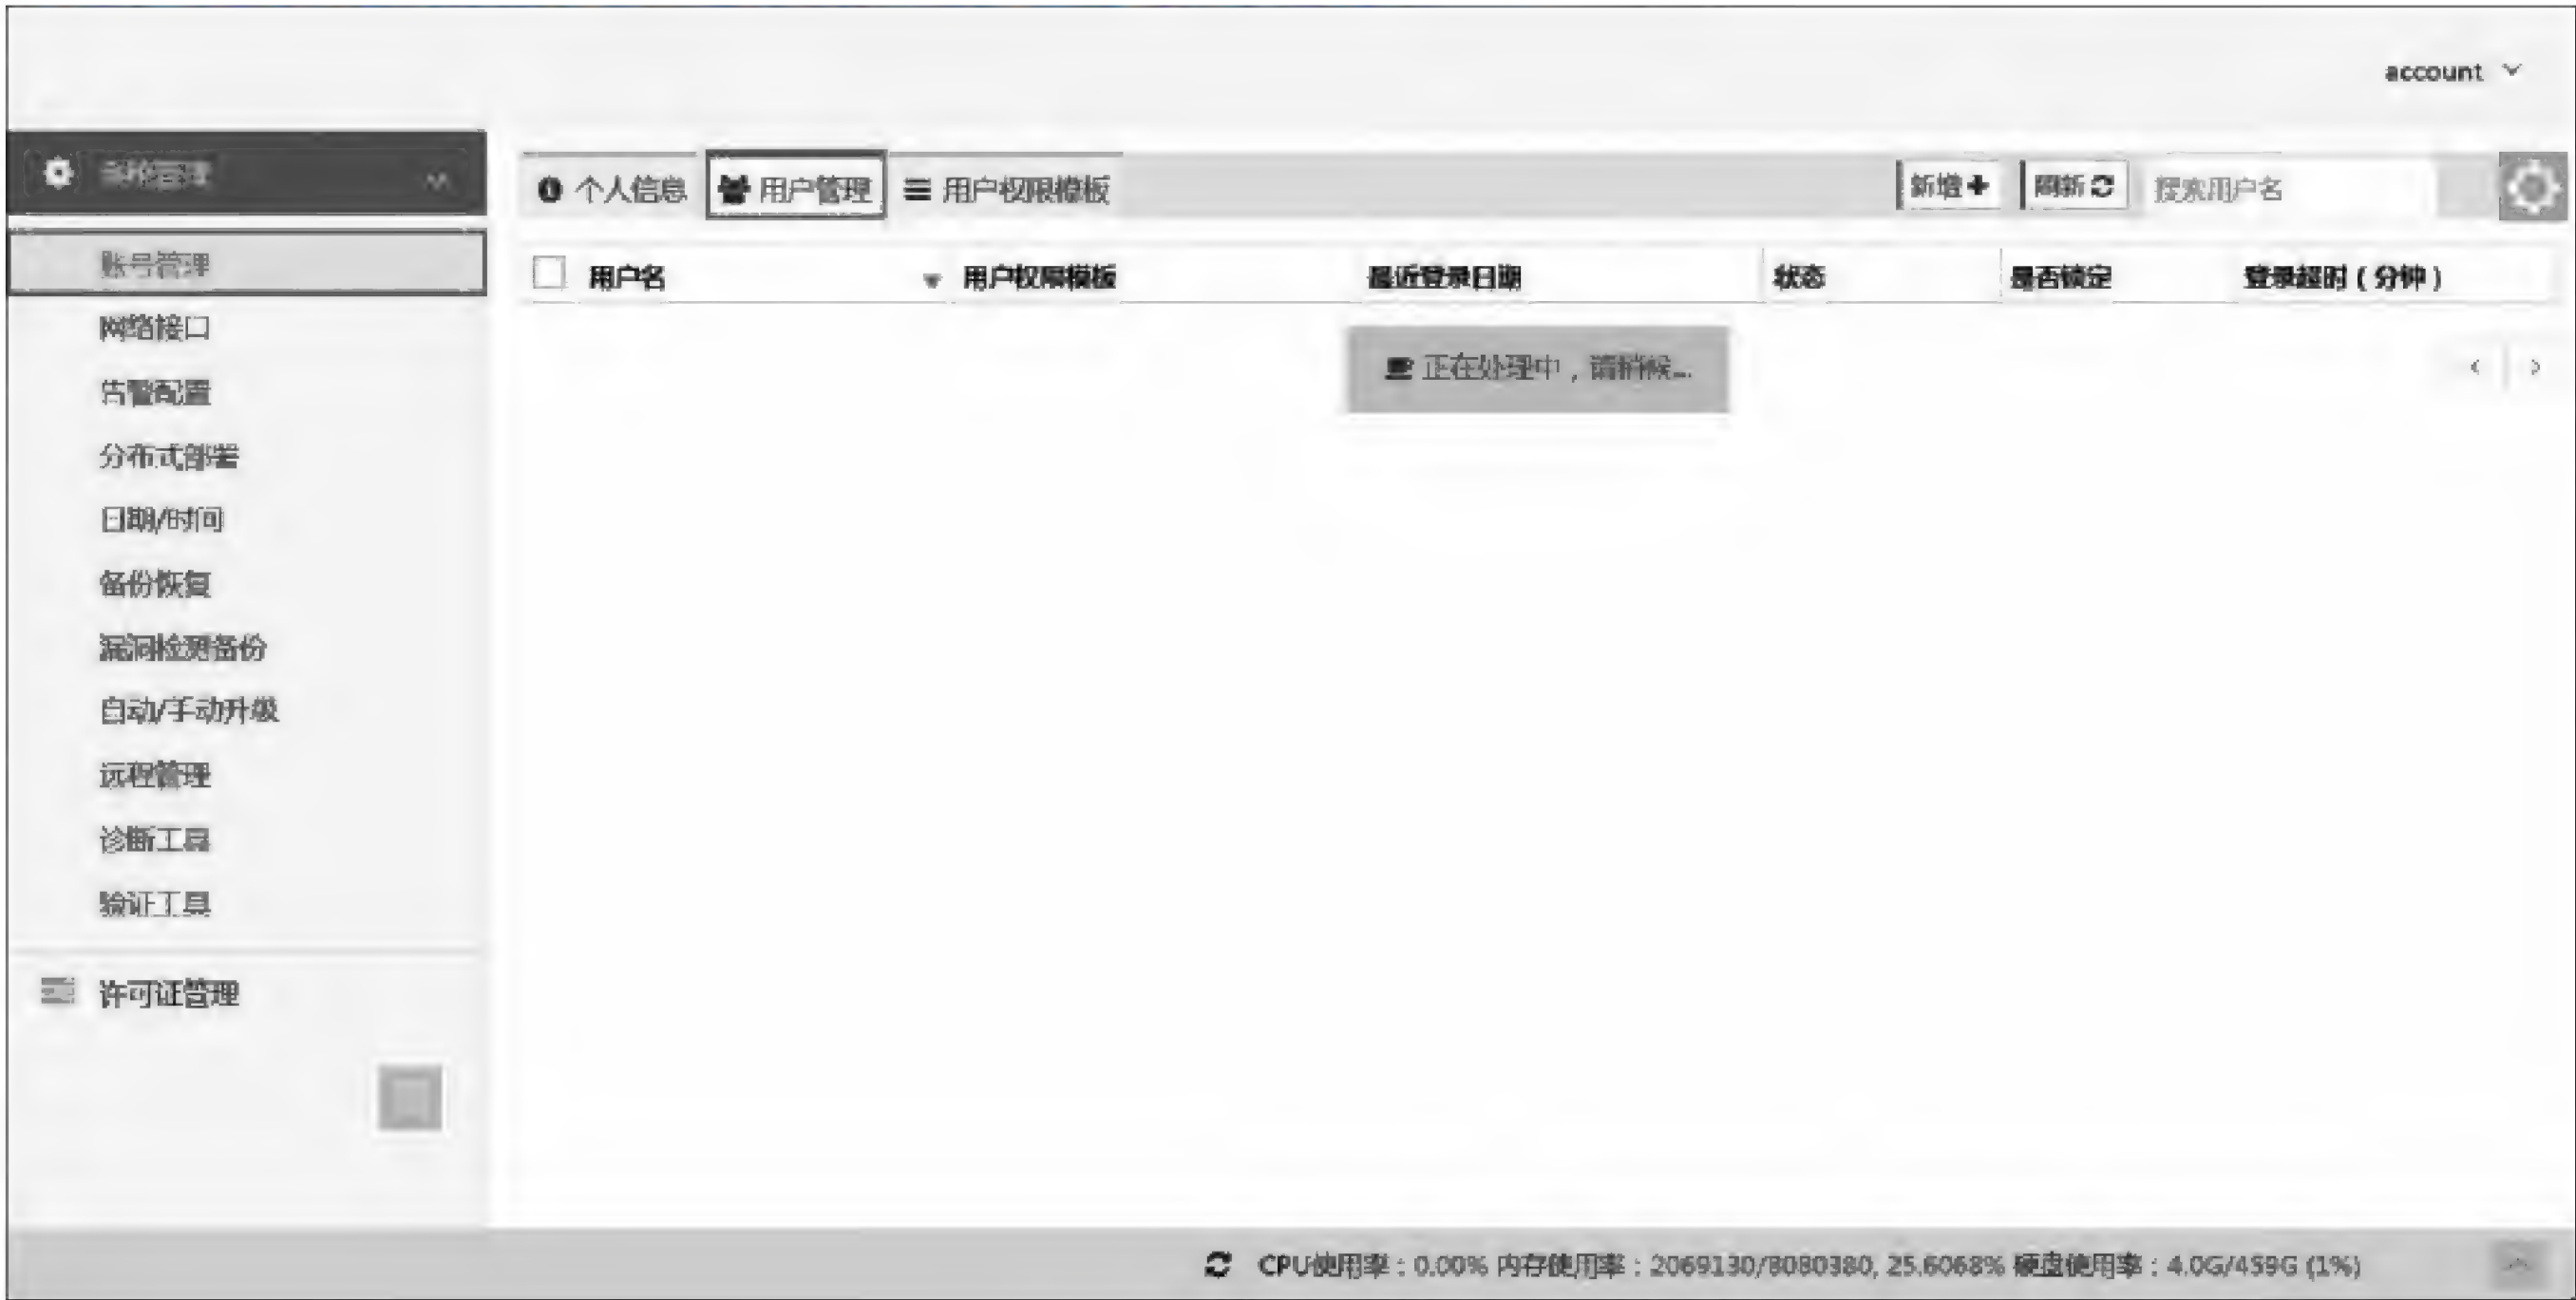 account
系统管理
账号管理
网络接口
告警配置
分布式部署
日期/时间
备份恢复
漏洞检测备份
自动/手动升级
远程管理
诊断工具
验证工具
许可证管理
个人信息 用户管理 用户权限模板 新增 刷新 搜索用户名
用户名 用户权限模板 最近登录日期 状态 是否锁定 登录超时(分钟)
正在处理中,请稍候...
CPU使用率:0.00% 内存使用率:2069130/8080380, 25.6068% 硬盘使用率:4.0G/459G (1%)